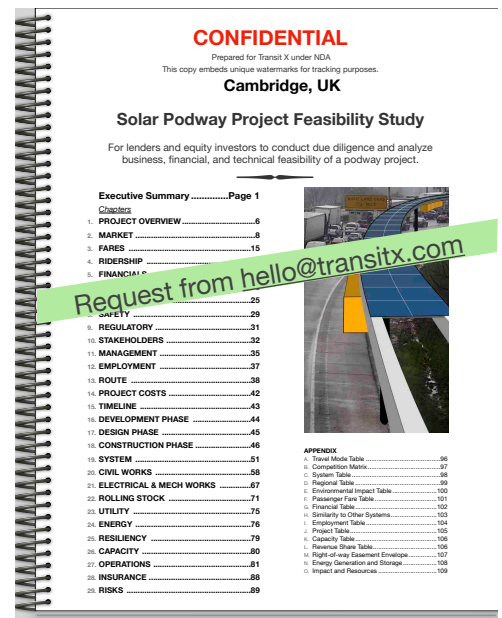 CONFIDENTIAL
Prepared for Transit X under NDA
This copy embeds unique watermarks for tracking purposes.
Cambridge, UK
Solar Podway Project Feasibility Study
For lenders and equity investors to conduct due diligence and analyze
business, financial, and technical feasibility of a podway project.
Executive Summary ..............Page 1
Chapters
1. PROJECT OVERVIEW ....................................6
2. MARKET ....................................8
3. FARES ....................................15
4. RIDERSHIP
5. FINANCIALS
Request from hello@transitx.com
25
8. SAFETY ....................................29
9. REGULATORY ....................................31
10. STAKEHOLDERS ....................................32
11. MANAGEMENT ....................................35
12. EMPLOYMENT ....................................37
13. ROUTE ....................................38
14. PROJECT COSTS ....................................42
15. TIMELINE ....................................43
16. DEVELOPMENT PHASE ....................................44
17. DESIGN PHASE ....................................45
18. CONSTRUCTION PHASE ....................................46
19. SYSTEM ....................................51
20. CIVIL WORKS ....................................58
21. ELECTRICAL & MECH WORKS ....................................67
22. ROLLING STOCK ....................................71
23. UTILITY ....................................75
24. ENERGY ....................................76
25. RESILIENCY ....................................79
26. CAPACITY ....................................80
27. OPERATIONS ....................................81
28. INSURANCE ....................................88
29. RISKS ....................................89
APPENDIX
A. Travel Mode Table ....................................96
B. Competition Matrix ....................................97
C. System Table ....................................98
D. Regional Table ....................................99
E. Environmental Impact Table ....................................100
F. Passenger Fare Table ....................................101
G. Financial Table ....................................102
H. Similarity to Other Systems ....................................103
I. Employment Table ....................................104
J. Project Table ....................................105
K. Capacity Table ....................................106
L. Revenue Share Table ....................................106
M. Right-of-way Easement Envelope ....................................107
N. Energy Generation and Storage ....................................108
O. Impact and Resources ....................................109